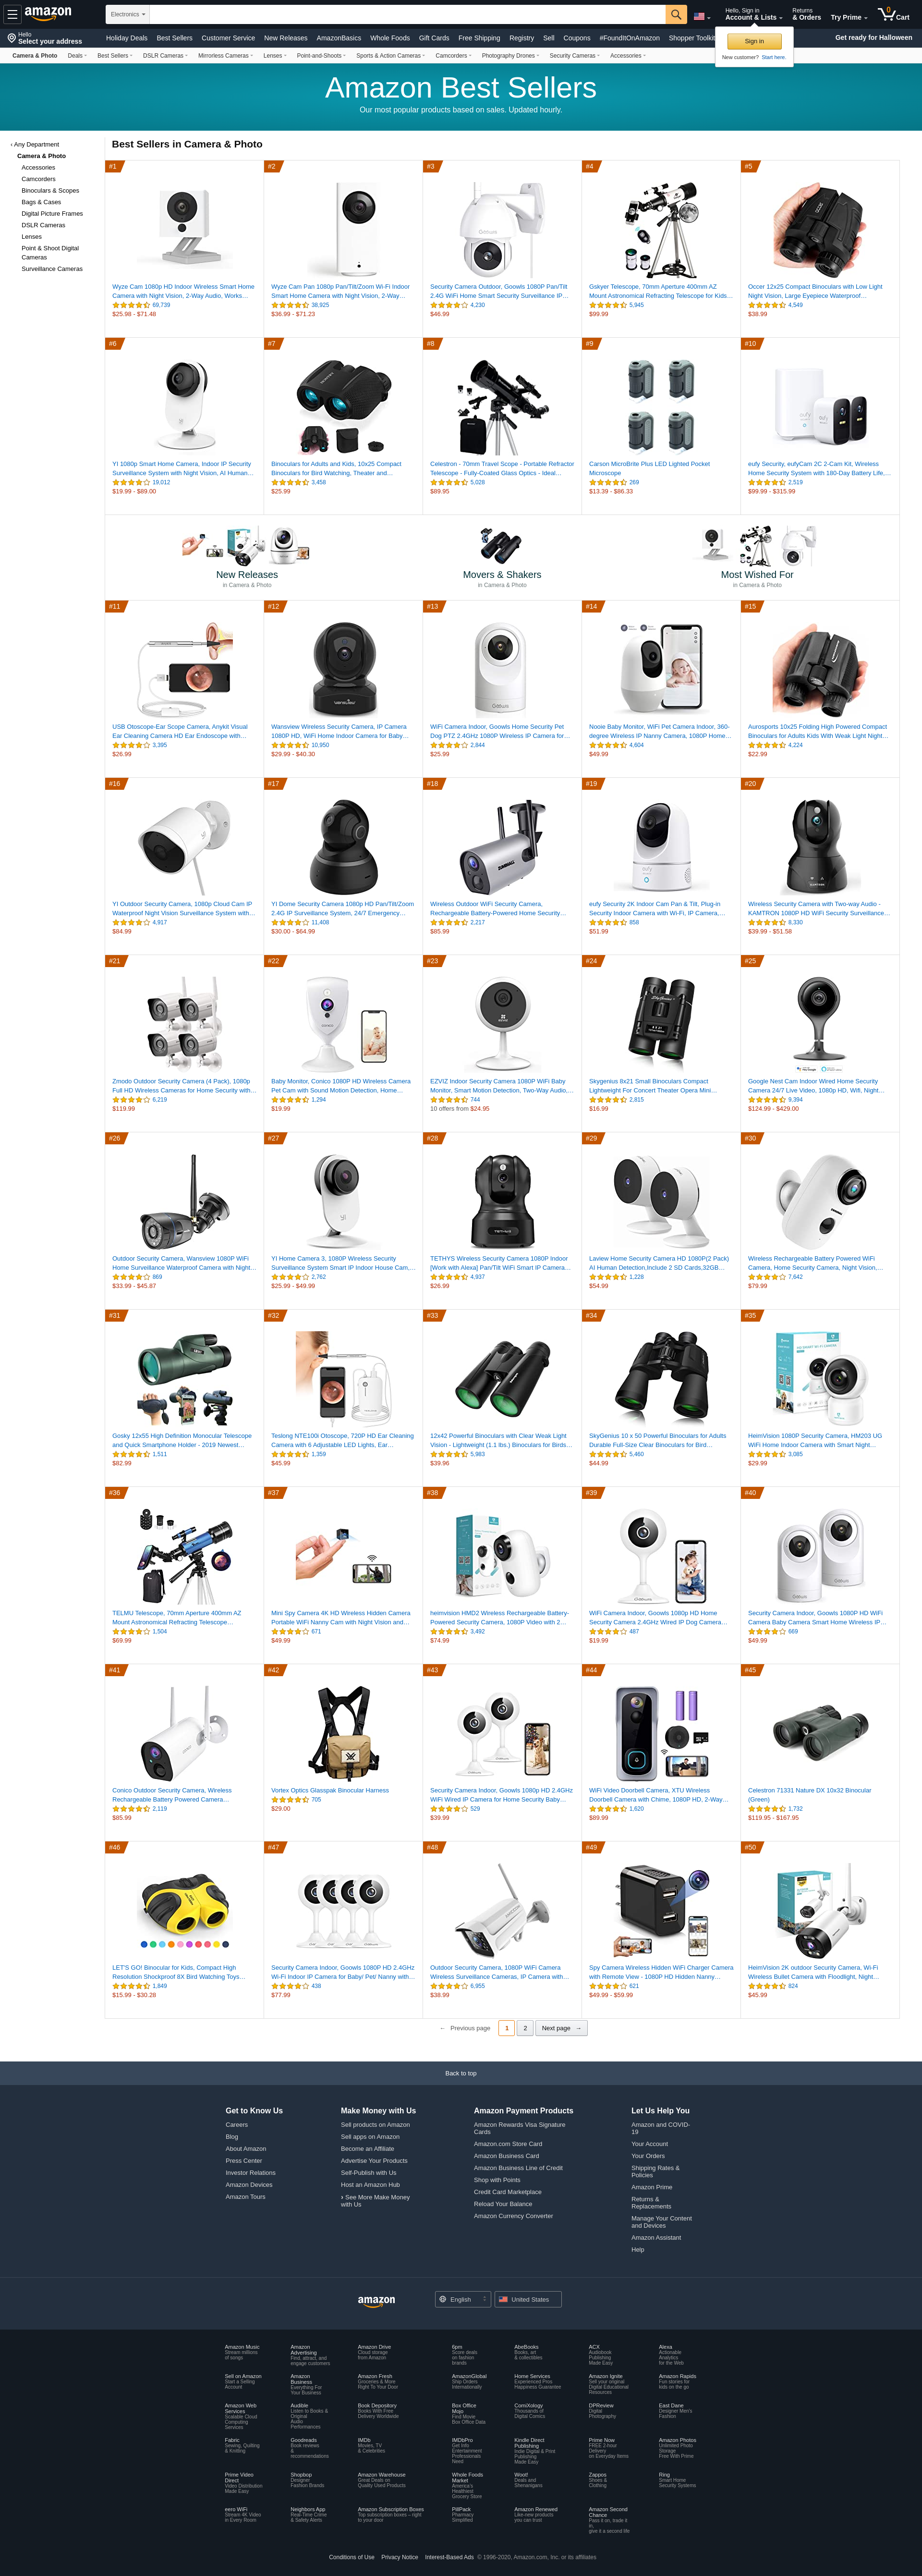 amazon
Electronics
Hello, Sign in
Account & Lists
Returns
& Orders
Try Prime
0
Cart
Hello
Select your address
Holiday Deals
Best Sellers
Customer Service
New Releases
AmazonBasics
Whole Foods
Gift Cards
Free Shipping
Registry
Sell
Coupons
#FoundItOnAmazon
Shopper Toolkit
Get ready for Halloween
Sign in
New customer? Start here.
Camera & Photo
Deals
Best Sellers
DSLR Cameras
Mirrorless Cameras
Lenses
Point-and-Shoots
Sports & Action Cameras
Camcorders
Photography Drones
Security Cameras
Accessories
Amazon Best Sellers
Our most popular products based on sales. Updated hourly.
‹ Any Department
Camera & Photo
Accessories
Camcorders
Binoculars & Scopes
Bags & Cases
Digital Picture Frames
DSLR Cameras
Lenses
Point & Shoot Digital
Cameras
Surveillance Cameras
Best Sellers in Camera & Photo
#1
Wyze Cam 1080p HD Indoor Wireless Smart Home
Camera with Night Vision, 2-Way Audio, Works…
69,739
$25.98 - $71.48
#2
Wyze Cam Pan 1080p Pan/Tilt/Zoom Wi-Fi Indoor
Smart Home Camera with Night Vision, 2-Way…
38,925
$36.99 - $71.23
#3
Security Camera Outdoor, Goowls 1080P Pan/Tilt
2.4G WiFi Home Smart Security Surveillance IP…
4,230
$46.99
#4
Gskyer Telescope, 70mm Aperture 400mm AZ
Mount Astronomical Refracting Telescope for Kids…
5,945
$99.99
#5
Occer 12x25 Compact Binoculars with Low Light
Night Vision, Large Eyepiece Waterproof…
4,549
$38.99
#6
YI 1080p Smart Home Camera, Indoor IP Security
Surveillance System with Night Vision, AI Human…
19,012
$19.99 - $89.00
#7
Binoculars for Adults and Kids, 10x25 Compact
Binoculars for Bird Watching, Theater and…
3,458
$25.99
#8
Celestron - 70mm Travel Scope - Portable Refractor
Telescope - Fully-Coated Glass Optics - Ideal…
5,028
$89.95
#9
Carson MicroBrite Plus LED Lighted Pocket
Microscope
269
$13.39 - $86.33
#10
eufy Security, eufyCam 2C 2-Cam Kit, Wireless
Home Security System with 180-Day Battery Life,…
2,519
$99.99 - $315.99
New Releases
in Camera & Photo
Movers & Shakers
in Camera & Photo
Most Wished For
in Camera & Photo
#11
USB Otoscope-Ear Scope Camera, Anykit Visual
Ear Cleaning Camera HD Ear Endoscope with…
3,395
$26.99
#12
Wansview Wireless Security Camera, IP Camera
1080P HD, WiFi Home Indoor Camera for Baby…
10,950
$29.99 - $40.30
#13
WiFi Camera Indoor, Goowls Home Security Pet
Dog PTZ 2.4GHz 1080P Wireless IP Camera for…
2,844
$25.99
#14
Nooie Baby Monitor, WiFi Pet Camera Indoor, 360-
degree Wireless IP Nanny Camera, 1080P Home…
4,604
$49.99
#15
Aurosports 10x25 Folding High Powered Compact
Binoculars for Adults Kids With Weak Light Night…
4,224
$22.99
#16
YI Outdoor Security Camera, 1080p Cloud Cam IP
Waterproof Night Vision Surveillance System with…
4,917
$84.99
#17
YI Dome Security Camera 1080p HD Pan/Tilt/Zoom
2.4G IP Surveillance System, 24/7 Emergency…
11,408
$30.00 - $64.99
#18
Wireless Outdoor WiFi Security Camera,
Rechargeable Battery-Powered Home Security…
2,217
$85.99
#19
eufy Security 2K Indoor Cam Pan & Tilt, Plug-in
Security Indoor Camera with Wi-Fi, IP Camera,…
858
$51.99
#20
Wireless Security Camera with Two-way Audio -
KAMTRON 1080P HD WiFi Security Surveillance…
8,330
$39.99 - $51.58
#21
Zmodo Outdoor Security Camera (4 Pack), 1080p
Full HD Wireless Cameras for Home Security with…
6,219
$119.99
#22
Baby Monitor, Conico 1080P HD Wireless Camera
Pet Cam with Sound Motion Detection, Home…
1,294
$19.99
#23
EZVIZ Indoor Security Camera 1080P WiFi Baby
Monitor, Smart Motion Detection, Two-Way Audio,…
744
10 offers from $24.95
#24
Skygenius 8x21 Small Binoculars Compact
Lightweight For Concert Theater Opera Mini…
2,815
$16.99
#25
Google Nest Cam Indoor Wired Home Security
Camera 24/7 Live Video, 1080p HD, Wifi, Night…
9,394
$124.99 - $429.00
#26
Outdoor Security Camera, Wansview 1080P WiFi
Home Surveillance Waterproof Camera with Night…
869
$33.99 - $45.87
#27
YI Home Camera 3, 1080P Wireless Security
Surveillance System Smart IP Indoor House Cam,…
2,762
$25.99 - $49.99
#28
TETHYS Wireless Security Camera 1080P Indoor
[Work with Alexa] Pan/Tilt WiFi Smart IP Camera…
4,937
$26.99
#29
Laview Home Security Camera HD 1080P(2 Pack)
AI Human Detection,Include 2 SD Cards,32GB…
1,228
$54.99
#30
Wireless Rechargeable Battery Powered WiFi
Camera, Home Security Camera, Night Vision,…
7,642
$79.99
#31
Gosky 12x55 High Definition Monocular Telescope
and Quick Smartphone Holder - 2019 Newest…
1,511
$82.99
#32
Teslong NTE100i Otoscope, 720P HD Ear Cleaning
Camera with 6 Adjustable LED Lights, Ear…
1,359
$45.99
#33
12x42 Powerful Binoculars with Clear Weak Light
Vision - Lightweight (1.1 lbs.) Binoculars for Birds…
5,983
$39.96
#34
SkyGenius 10 x 50 Powerful Binoculars for Adults
Durable Full-Size Clear Binoculars for Bird…
5,460
$44.99
#35
HeimVision 1080P Security Camera, HM203 UG
WiFi Home Indoor Camera with Smart Night…
3,085
$29.99
#36
TELMU Telescope, 70mm Aperture 400mm AZ
Mount Astronomical Refracting Telescope…
1,504
$69.99
#37
Mini Spy Camera 4K HD Wireless Hidden Camera
Portable WiFi Nanny Cam with Night Vision and…
671
$49.99
#38
heimvision HMD2 Wireless Rechargeable Battery-
Powered Security Camera, 1080P Video with 2…
3,492
$74.99
#39
WiFi Camera Indoor, Goowls 1080p HD Home
Security Camera 2.4GHz Wired IP Dog Camera…
487
$19.99
#40
Security Camera Indoor, Goowls 1080P HD WiFi
Camera Baby Camera Smart Home Wireless IP…
669
$49.99
#41
Conico Outdoor Security Camera, Wireless
Rechargeable Battery Powered Camera…
2,119
$85.99
#42
Vortex Optics Glasspak Binocular Harness
705
$29.00
#43
Security Camera Indoor, Goowls 1080p HD 2.4GHz
WiFi Wired IP Camera for Home Security Baby…
529
$39.99
#44
WiFi Video Doorbell Camera, XTU Wireless
Doorbell Camera with Chime, 1080P HD, 2-Way…
1,620
$89.99
#45
Celestron 71331 Nature DX 10x32 Binocular
(Green)
1,732
$119.95 - $167.95
#46
LET'S GO! Binocular for Kids, Compact High
Resolution Shockproof 8X Bird Watching Toys…
1,849
$15.99 - $30.28
#47
Security Camera Indoor, Goowls 1080P HD 2.4GHz
Wi-Fi Indoor IP Camera for Baby/ Pet/ Nanny with…
438
$77.99
#48
Outdoor Security Camera, 1080P WiFi Camera
Wireless Surveillance Cameras, IP Camera with…
6,955
$38.99
#49
Spy Camera Wireless Hidden WiFi Charger Camera
with Remote View - 1080P HD Hidden Nanny…
621
$49.99 - $59.99
#50
HeimVision 2K outdoor Security Camera, Wi-Fi
Wireless Bullet Camera with Floodlight, Night…
824
$45.99
← Previous page
1
2
Next page →
Back to top
Get to Know Us
Careers
Blog
About Amazon
Press Center
Investor Relations
Amazon Devices
Amazon Tours
Make Money with Us
Sell products on Amazon
Sell apps on Amazon
Become an Affiliate
Advertise Your Products
Self-Publish with Us
Host an Amazon Hub
› See More Make Money
with Us
Amazon Payment Products
Amazon Rewards Visa Signature
Cards
Amazon.com Store Card
Amazon Business Card
Amazon Business Line of Credit
Shop with Points
Credit Card Marketplace
Reload Your Balance
Amazon Currency Converter
Let Us Help You
Amazon and COVID-
19
Your Account
Your Orders
Shipping Rates &
Policies
Amazon Prime
Returns &
Replacements
Manage Your Content
and Devices
Amazon Assistant
Help
amazon
English
United States
Amazon Music
Stream millions
of songs
Amazon
Advertising
Find, attract, and
engage customers
Amazon Drive
Cloud storage
from Amazon
6pm
Score deals
on fashion
brands
AbeBooks
Books, art
& collectibles
ACX
Audiobook
Publishing
Made Easy
Alexa
Actionable
Analytics
for the Web
Sell on Amazon
Start a Selling
Account
Amazon
Business
Everything For
Your Business
Amazon Fresh
Groceries & More
Right To Your Door
AmazonGlobal
Ship Orders
Internationally
Home Services
Experienced Pros
Happiness Guarantee
Amazon Ignite
Sell your original
Digital Educational
Resources
Amazon Rapids
Fun stories for
kids on the go
Amazon Web
Services
Scalable Cloud
Computing
Services
Audible
Listen to Books &
Original
Audio
Performances
Book Depository
Books With Free
Delivery Worldwide
Box Office
Mojo
Find Movie
Box Office Data
ComiXology
Thousands of
Digital Comics
DPReview
Digital
Photography
East Dane
Designer Men's
Fashion
Fabric
Sewing, Quilting
& Knitting
Goodreads
Book reviews
&
recommendations
IMDb
Movies, TV
& Celebrities
IMDbPro
Get Info
Entertainment
Professionals
Need
Kindle Direct
Publishing
Indie Digital & Print
Publishing
Made Easy
Prime Now
FREE 2-hour
Delivery
on Everyday Items
Amazon Photos
Unlimited Photo
Storage
Free With Prime
Prime Video
Direct
Video Distribution
Made Easy
Shopbop
Designer
Fashion Brands
Amazon Warehouse
Great Deals on
Quality Used Products
Whole Foods
Market
America's
Healthiest
Grocery Store
Woot!
Deals and
Shenanigans
Zappos
Shoes &
Clothing
Ring
Smart Home
Security Systems
eero WiFi
Stream 4K Video
in Every Room
Neighbors App
Real-Time Crime
& Safety Alerts
Amazon Subscription Boxes
Top subscription boxes – right
to your door
PillPack
Pharmacy
Simplified
Amazon Renewed
Like-new products
you can trust
Amazon Second
Chance
Pass it on, trade it
in,
give it a second life
Conditions of Use
Privacy Notice
Interest-Based Ads
© 1996-2020, Amazon.com, Inc. or its affiliates